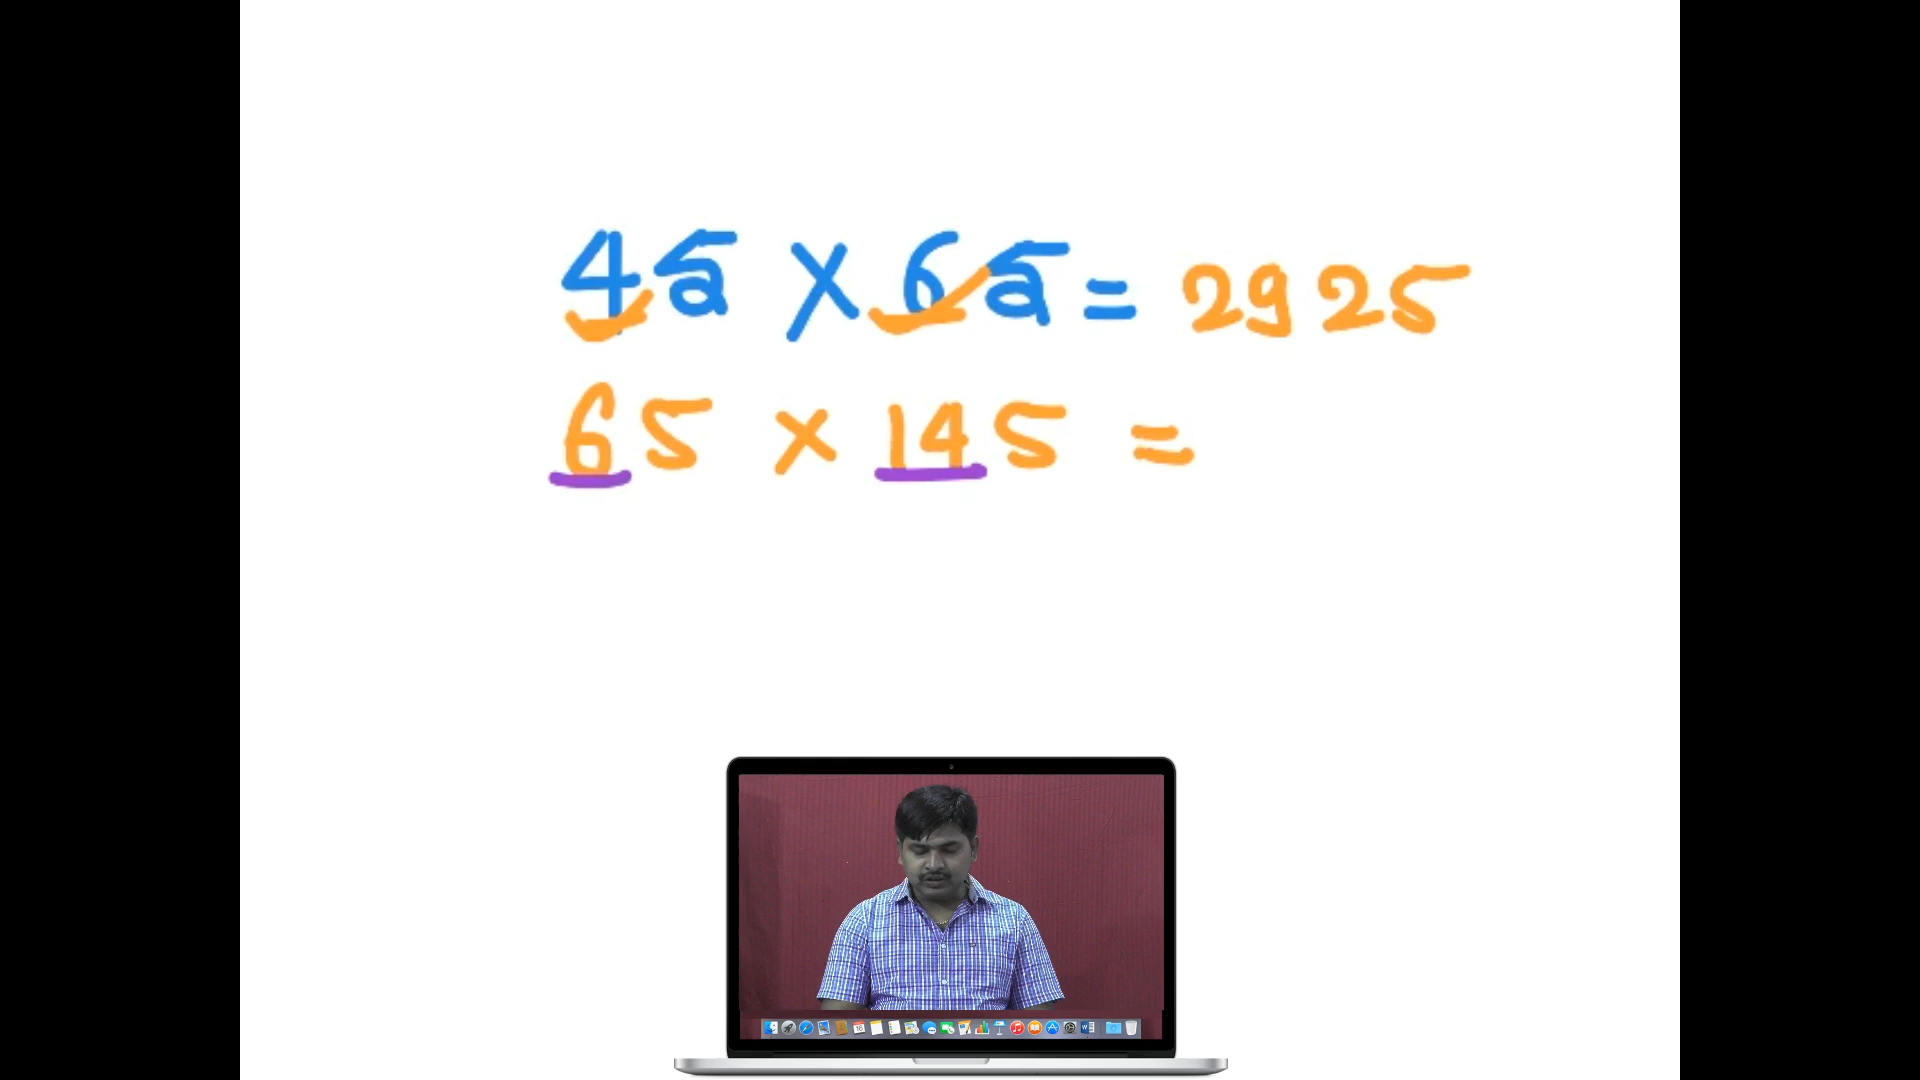 45 × 65 = 2925
65 × 145 =